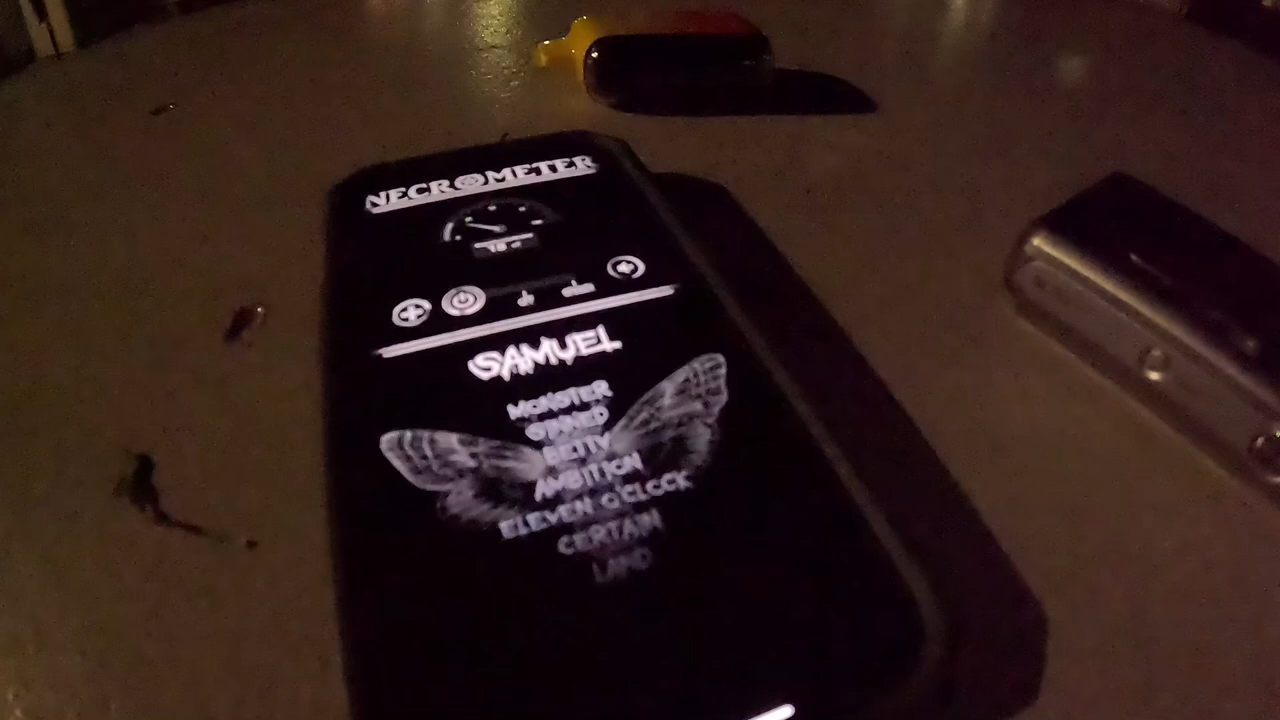 NECROMETER
SAMUEL
MONSTER
BETTY
AMBITION
ELEVEN O'CLOCK
CERTAIN
LAND